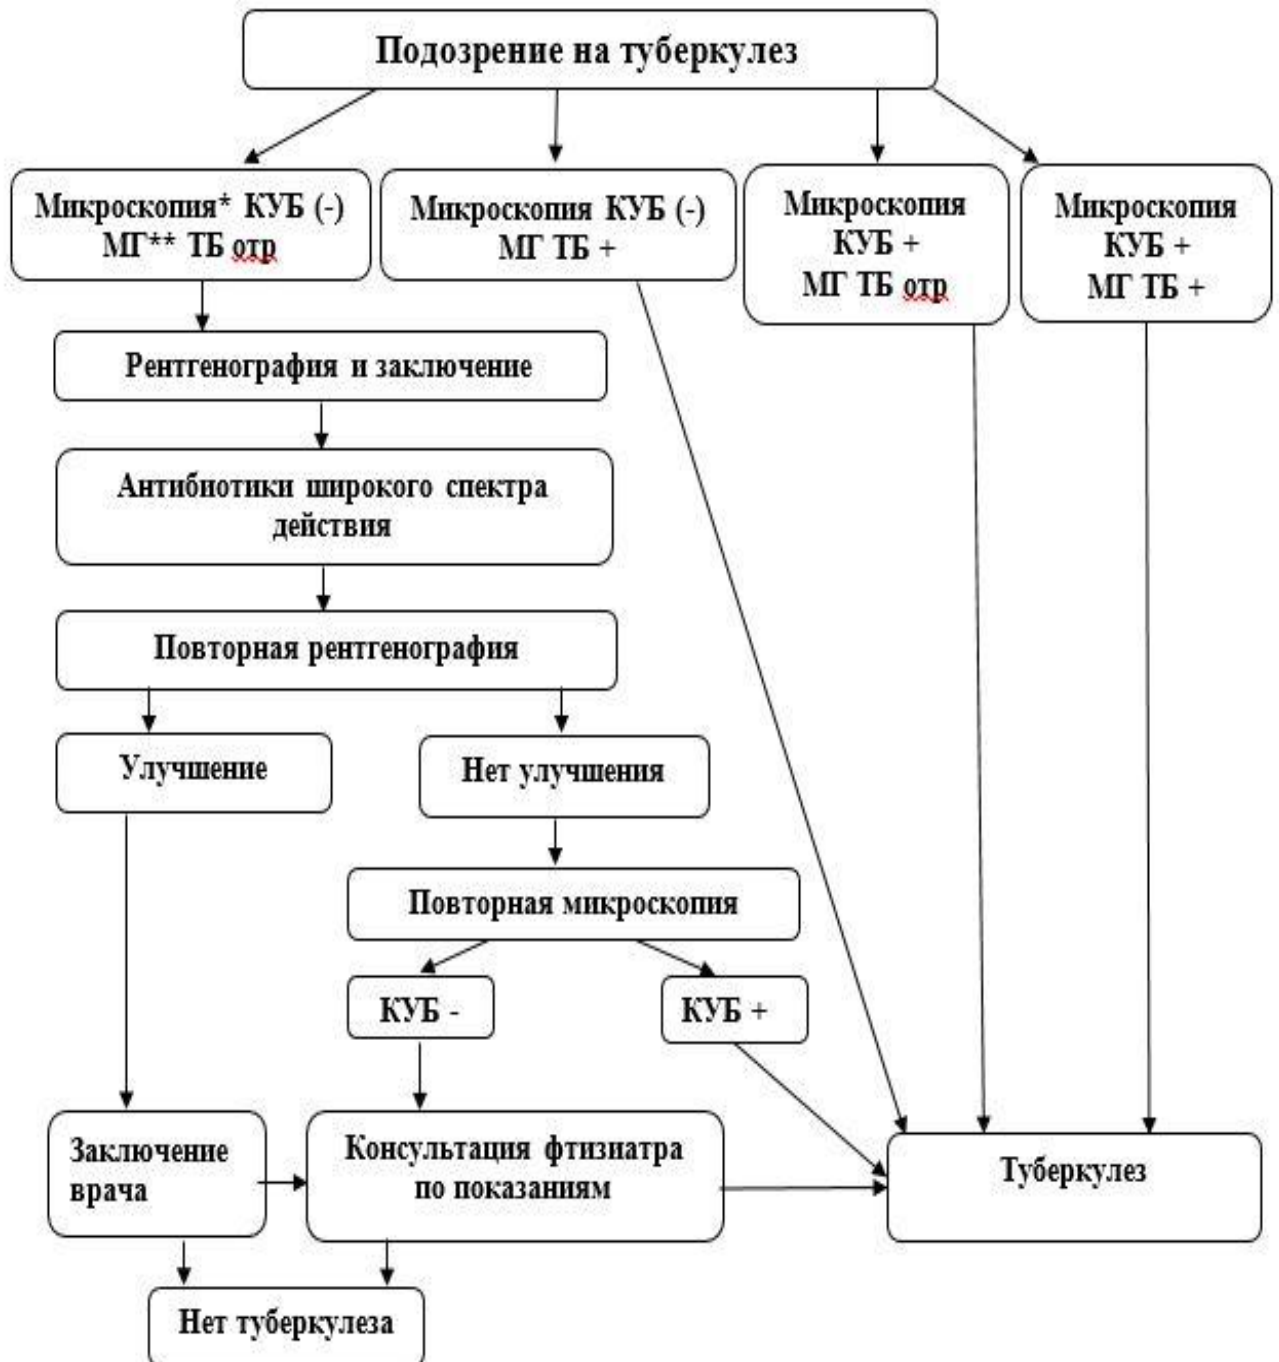 Подозрение на туберкулез
Микроскопия* КУБ (-)
МГ** ТБ отр
Микроскопия КУБ (-)
МГ ТБ +
Микроскопия
КУБ +
МГ ТБ отр
Микроскопия
КУБ +
МГ ТБ +
Рентгенография и заключение
Антибиотики широкого спектра
действия
Повторная рентгенография
Улучшение
Нет улучшения
Повторная микроскопия
КУБ -
КУБ +
Заключение
врача
Консультация фтизиатра
по показаниям
Туберкулез
Нет туберкулеза